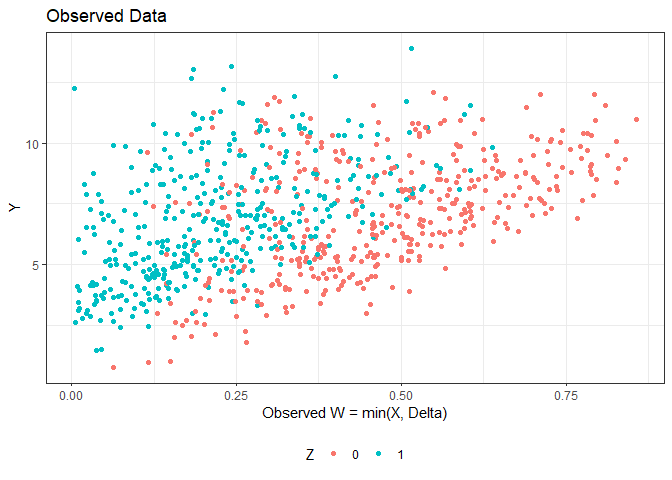 Observed Data
10
5
Y
0.00 0.25 0.50 0.75
Observed W = min(X, Delta)
Z 0 1